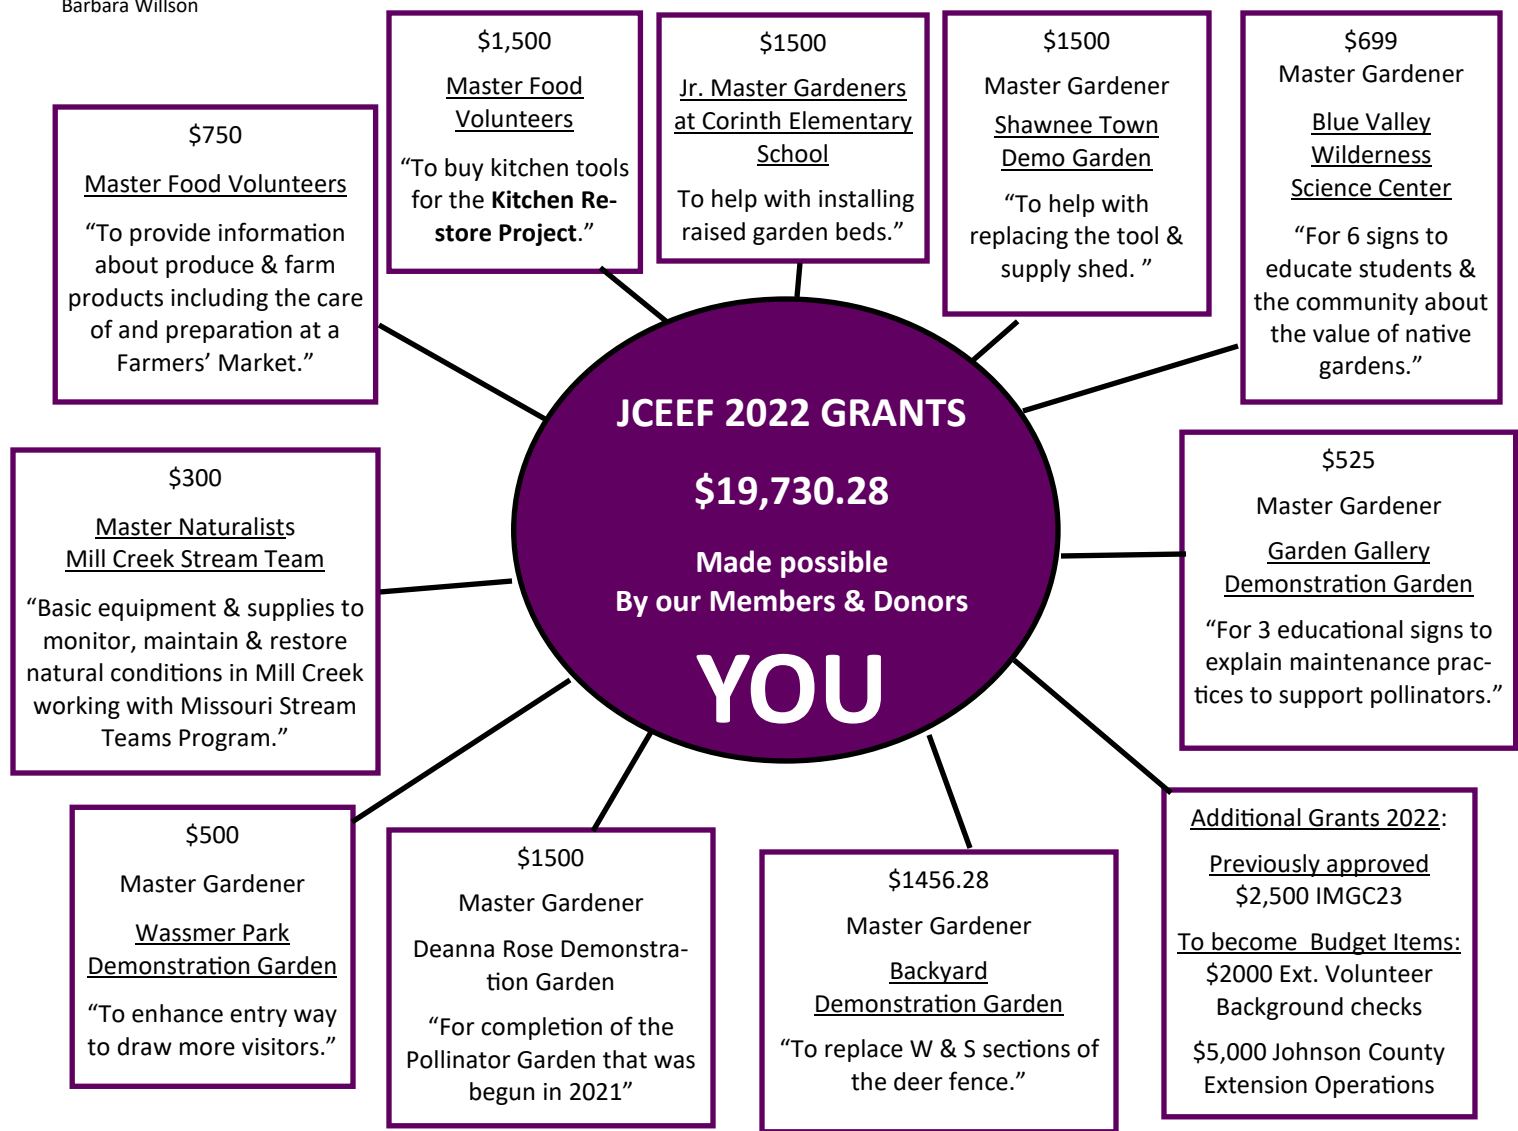 Barbara Willson
$1,500
Master Food
Volunteers
“To buy kitchen tools
for the Kitchen Re-
store Project.”
$1500
Jr. Master Gardeners
at Corinth Elementary
School
To help with installing
raised garden beds.”
$1500
Master Gardener
Shawnee Town
Demo Garden
“To help with
replacing the tool &
supply shed. ”
$699
Master Gardener
Blue Valley
Wilderness
Science Center
“For 6 signs to
educate students &
the community about
the value of native
gardens.”
$750
Master Food Volunteers
“To provide information
about produce & farm
products including the care
of and preparation at a
Farmers’ Market.”
JCEEF 2022 GRANTS
$19,730.28
Made possible
By our Members & Donors
YOU
$300
Master Naturalists
Mill Creek Stream Team
“Basic equipment & supplies to
monitor, maintain & restore
natural conditions in Mill Creek
working with Missouri Stream
Teams Program.”
$525
Master Gardener
Garden Gallery
Demonstration Garden
“For 3 educational signs to
explain maintenance prac-
tices to support pollinators.”
$500
Master Gardener
Wassmer Park
Demonstration Garden
“To enhance entry way
to draw more visitors.”
$1500
Master Gardener
Deanna Rose Demonstra-
tion Garden
“For completion of the
Pollinator Garden that was
begun in 2021”
$1456.28
Master Gardener
Backyard
Demonstration Garden
“To replace W & S sections of
the deer fence.”
Additional Grants 2022:
Previously approved
$2,500 IMGC23
To become  Budget Items:
$2000 Ext. Volunteer
Background checks
$5,000 Johnson County
Extension Operations